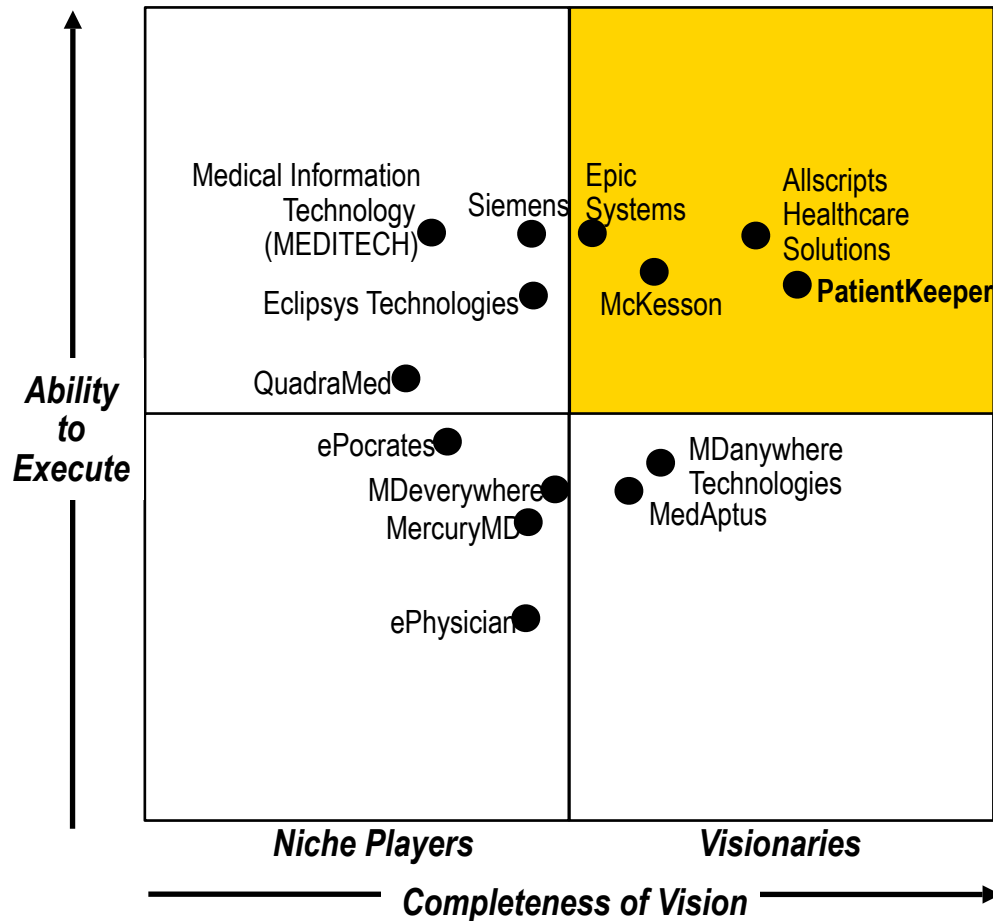 Medical Information
Technology
(MEDITECH)
Siemens
Epic
Systems
Allscripts
Healthcare
Solutions
Eclipsys Technologies
McKesson
PatientKeeper
QuadraMed
Ability
to
Execute
ePocrates
MDeverywhere
MercuryMD
MDanywhere
Technologies
MedAptus
ePhysician
Niche Players
Visionaries
Completeness of Vision